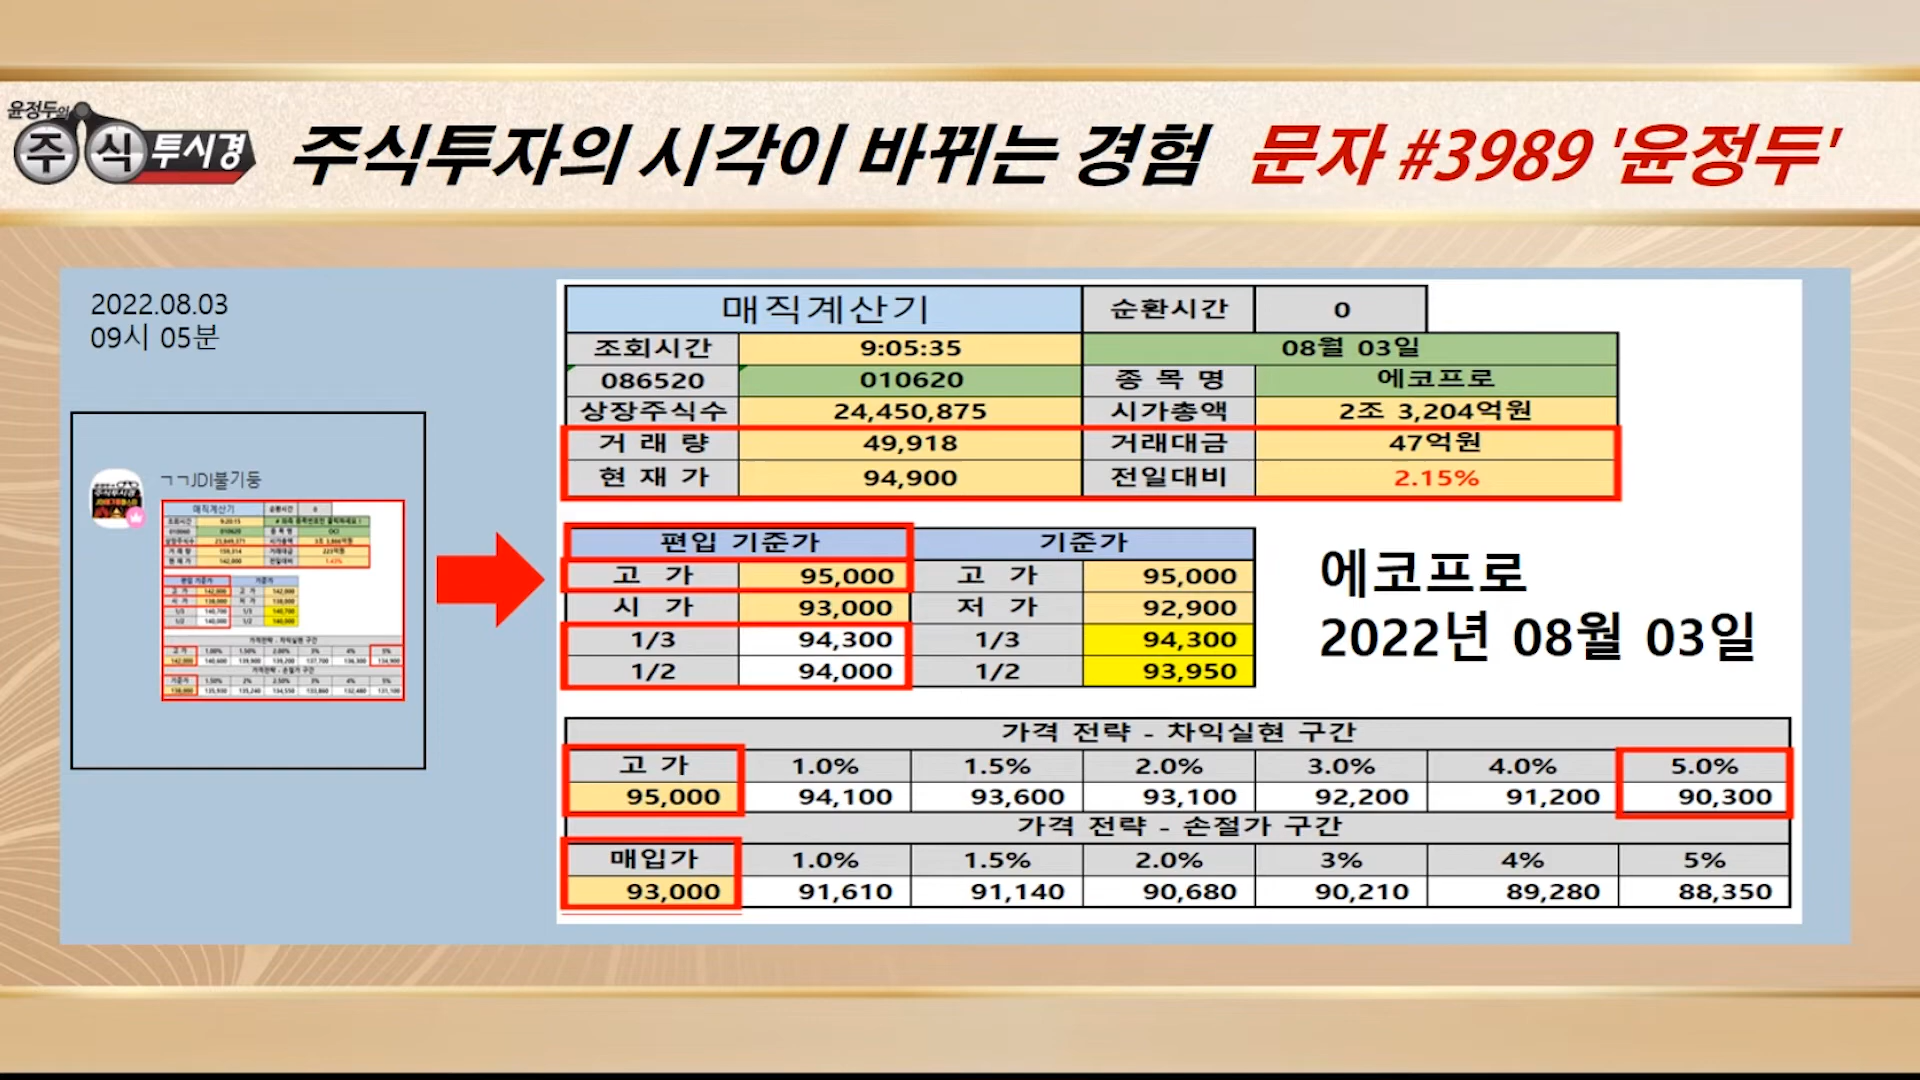 윤정두의
주식투시경
주식투자의 시각이 바뀌는 경험 문자 #3989 '윤정두'
2022.08.03
09시 05분
ㄱㄱJDI불기둥
매직계산기 순환시간 0
조회시간 9:05:35 08월 03일
086520 010620 종 목 명 에코프로
상장주식수 24,450,875 시가총액 2조 3,204억원
거 래 량 49,918 거래대금 47억원
현 재 가 94,900 전일대비 2.15%
편입 기준가 기준가
고 가 95,000 고 가 95,000
시 가 93,000 저 가 92,900
1/3 94,300 1/3 94,300
1/2 94,000 1/2 93,950
에코프로
2022년 08월 03일
가격 전략 - 차익실현 구간
고 가 1.0% 1.5% 2.0% 3.0% 4.0% 5.0%
95,000 94,100 93,600 93,100 92,200 91,200 90,300
가격 전략 - 손절가 구간
매입가 1.0% 1.5% 2.0% 3% 4% 5%
93,000 91,610 91,140 90,680 90,210 89,280 88,350